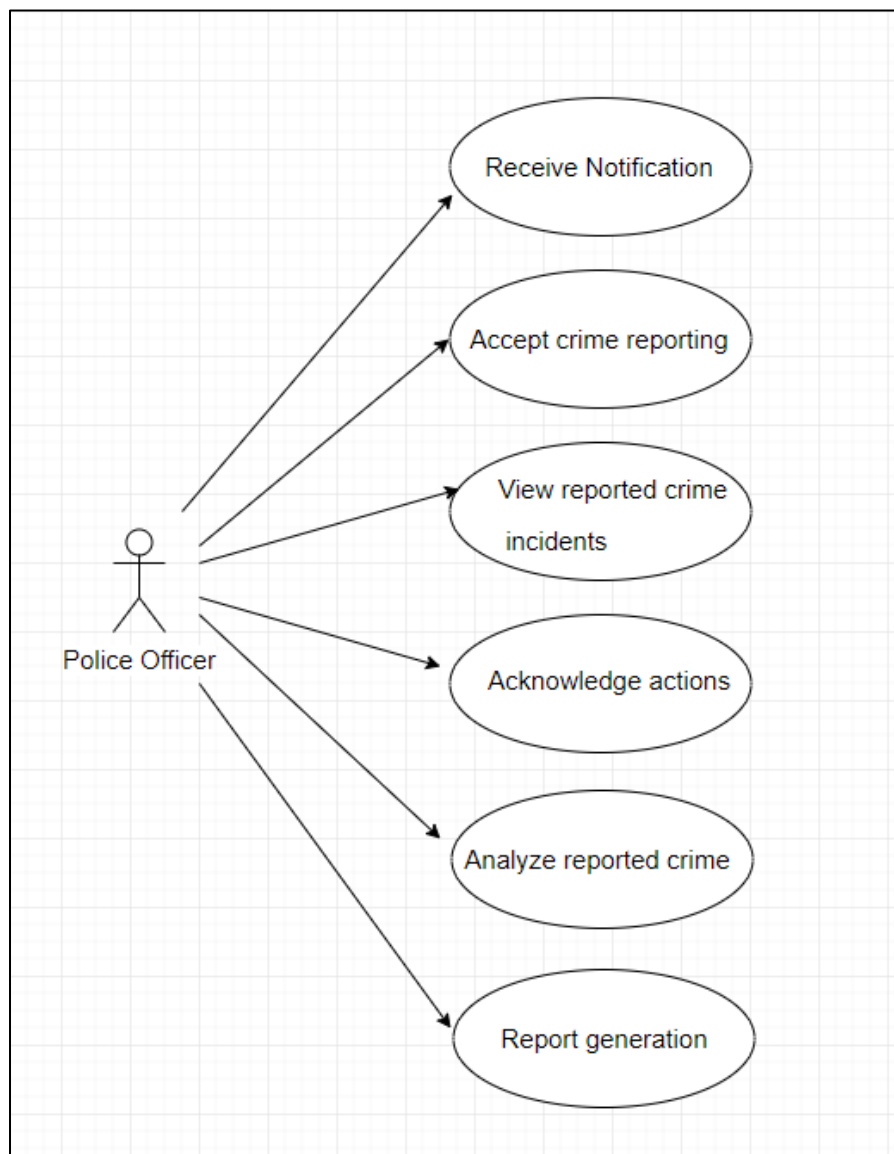 Receive Notification
Accept crime reporting
View reported crime
incidents
Police Officer
Acknowledge actions
Analyze reported crime
Report generation